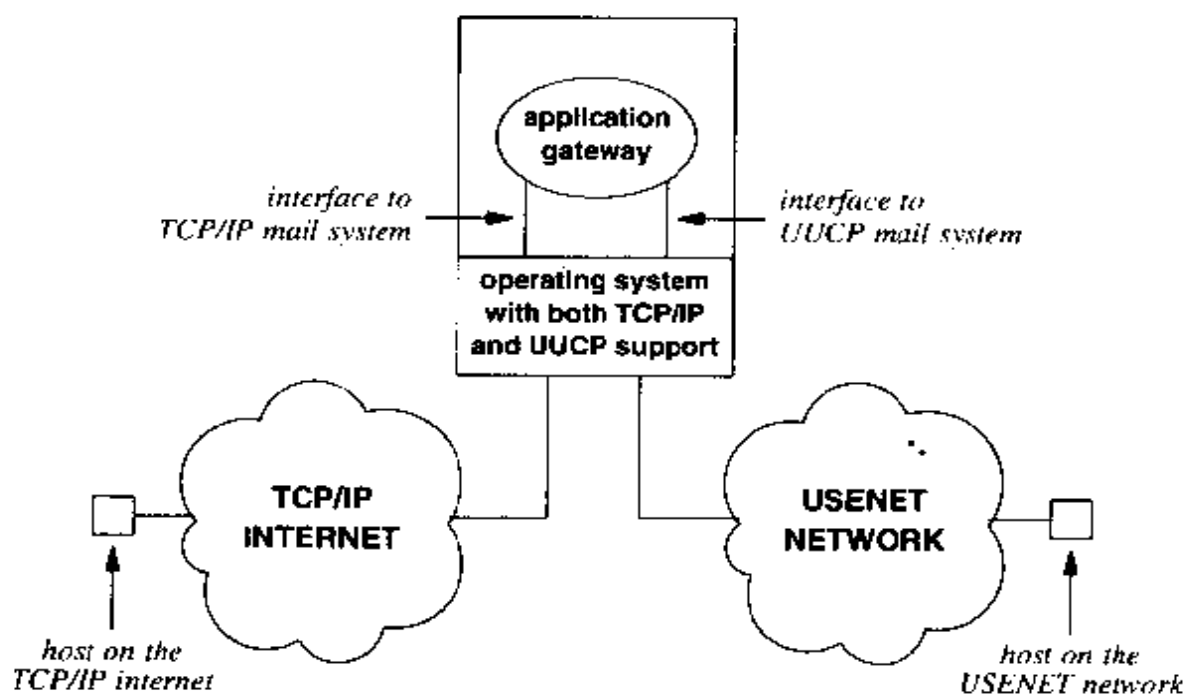 application
gateway
interface to
TCP/IP mail system
interface to
UUCP mail system
operating system
with both TCP/IP
and UUCP support
TCP/IP
INTERNET
USENET
NETWORK
host on the
TCP/IP internet
host on the
USENET network